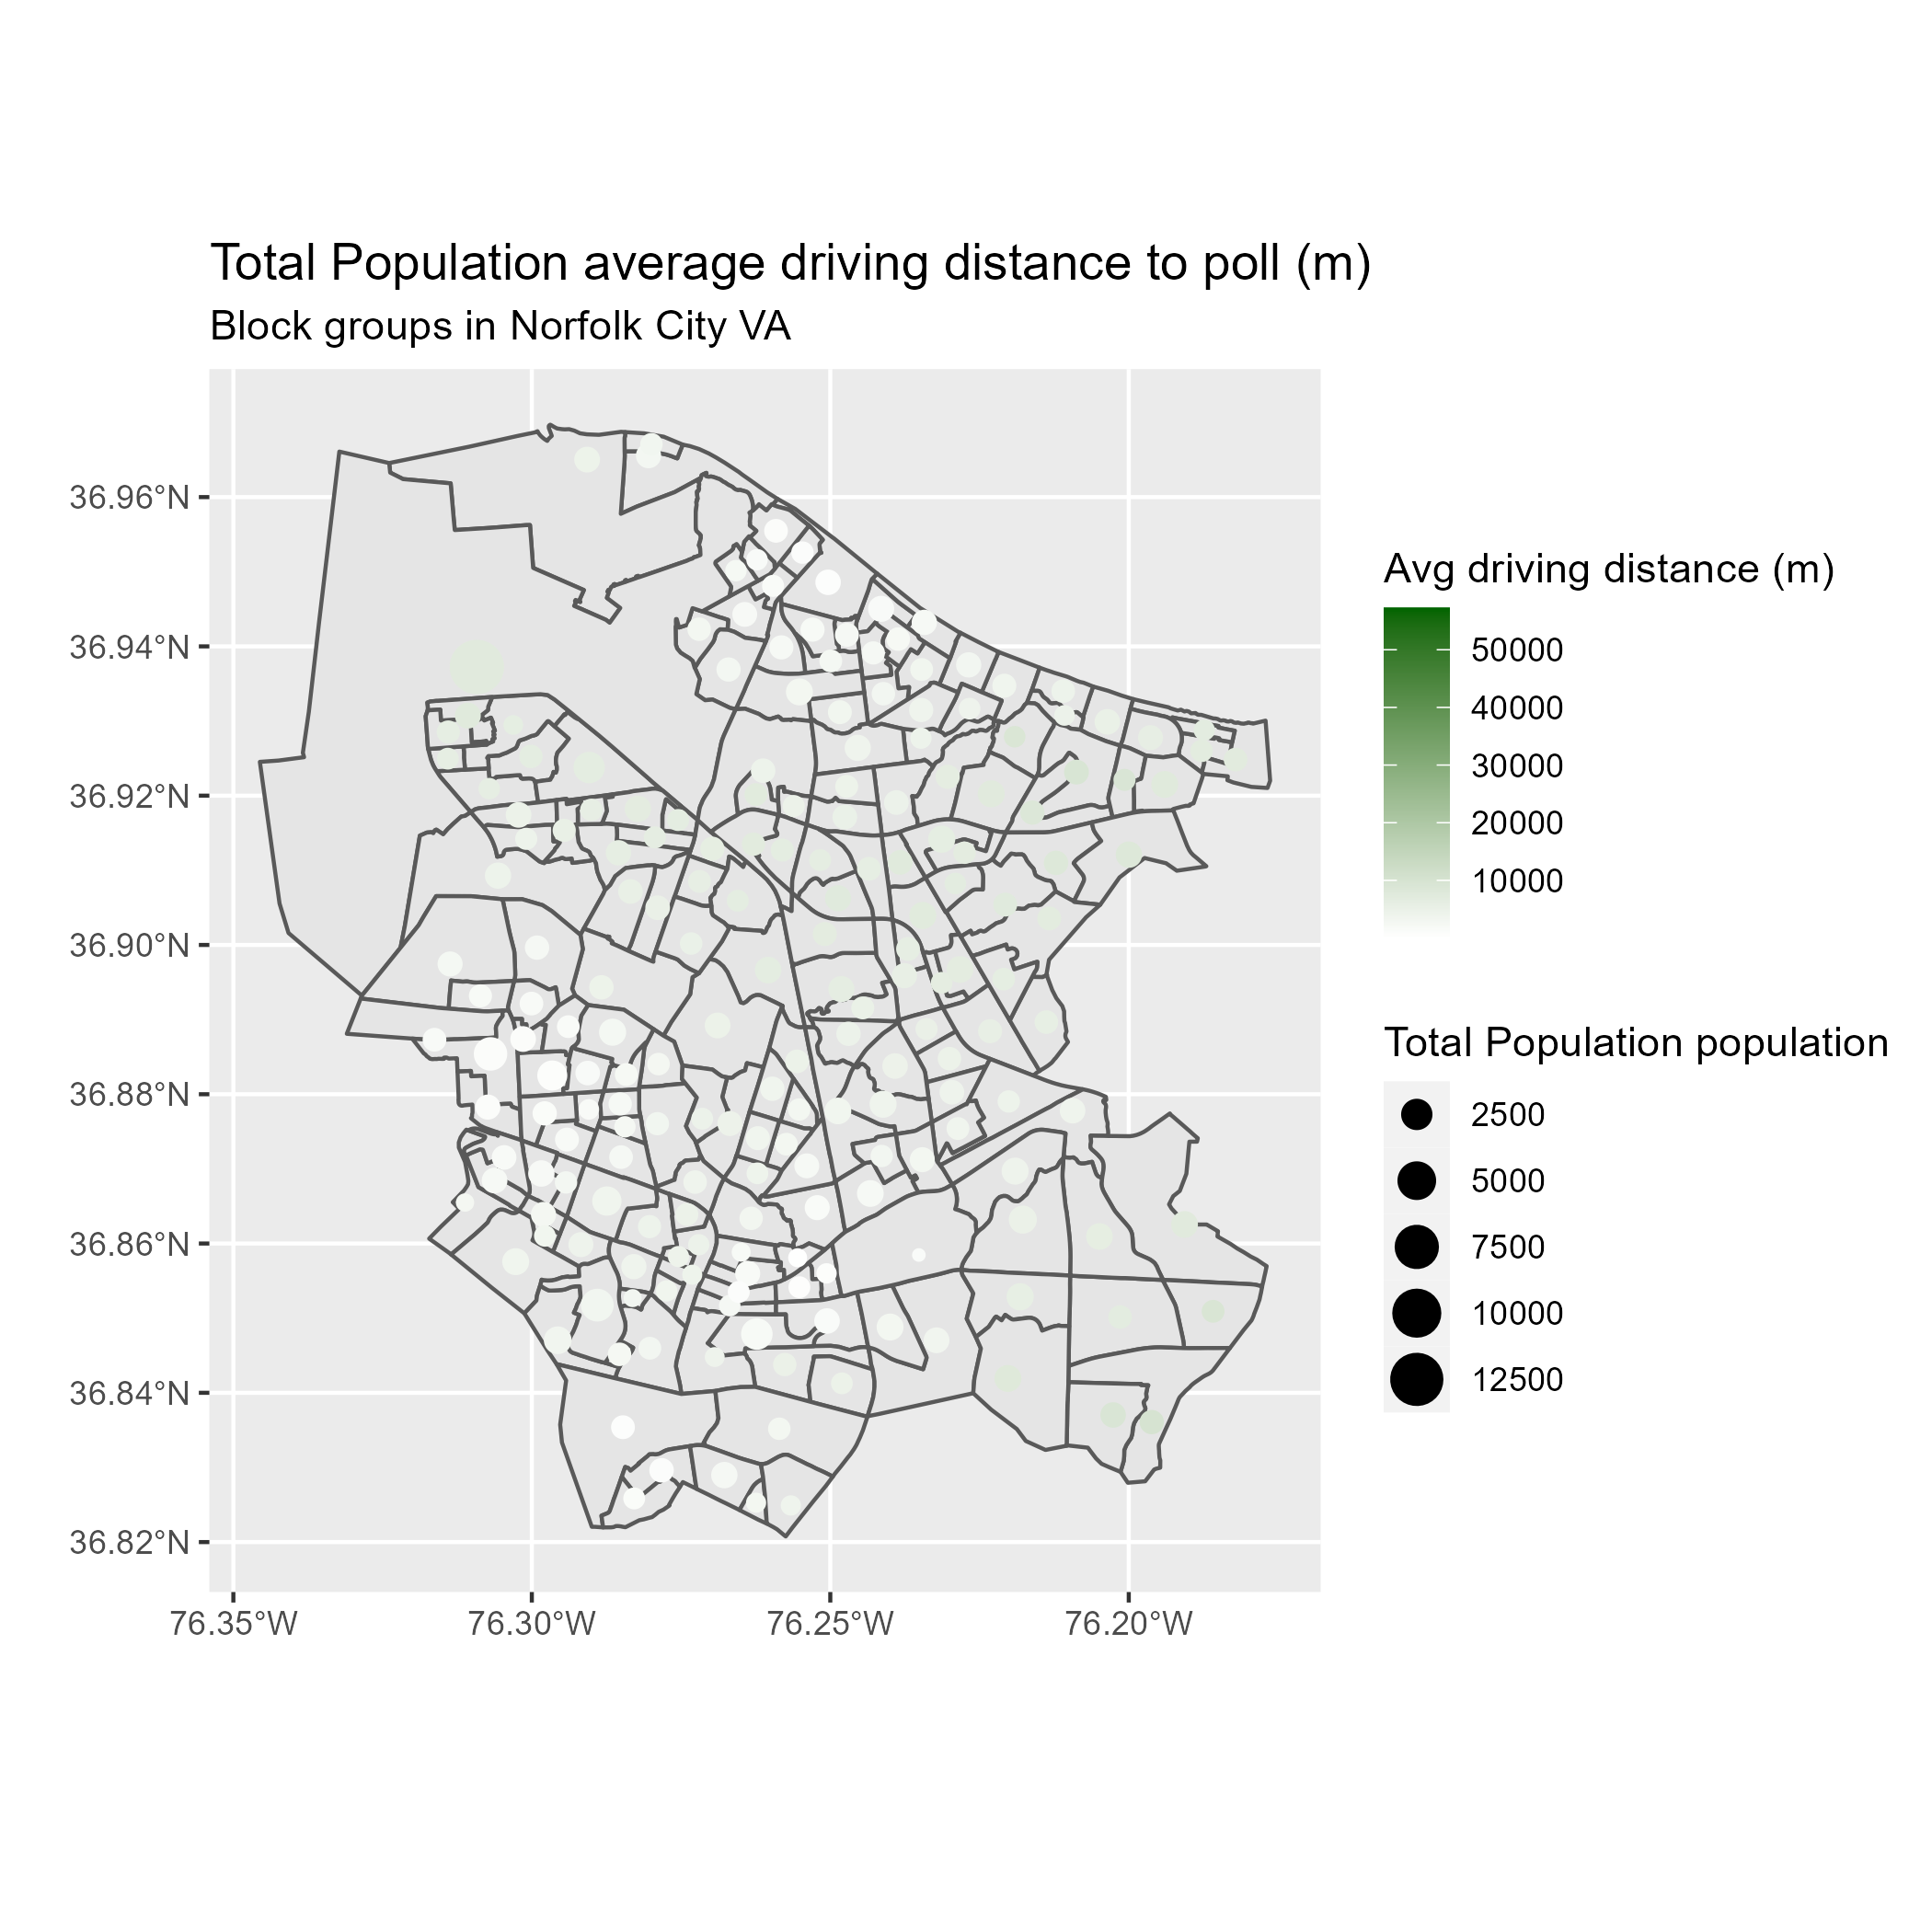 Total Population average driving distance to poll (m)
Block groups in Norfolk City VA
36.96°N
36.94°N
36.92°N
36.90°N
36.88°N
36.86°N
36.84°N
36.82°N
76.35°W
76.30°W
76.25°W
76.20°W
Avg driving distance (m)
50000
40000
30000
20000
10000
Total Population population
2500
5000
7500
10000
12500